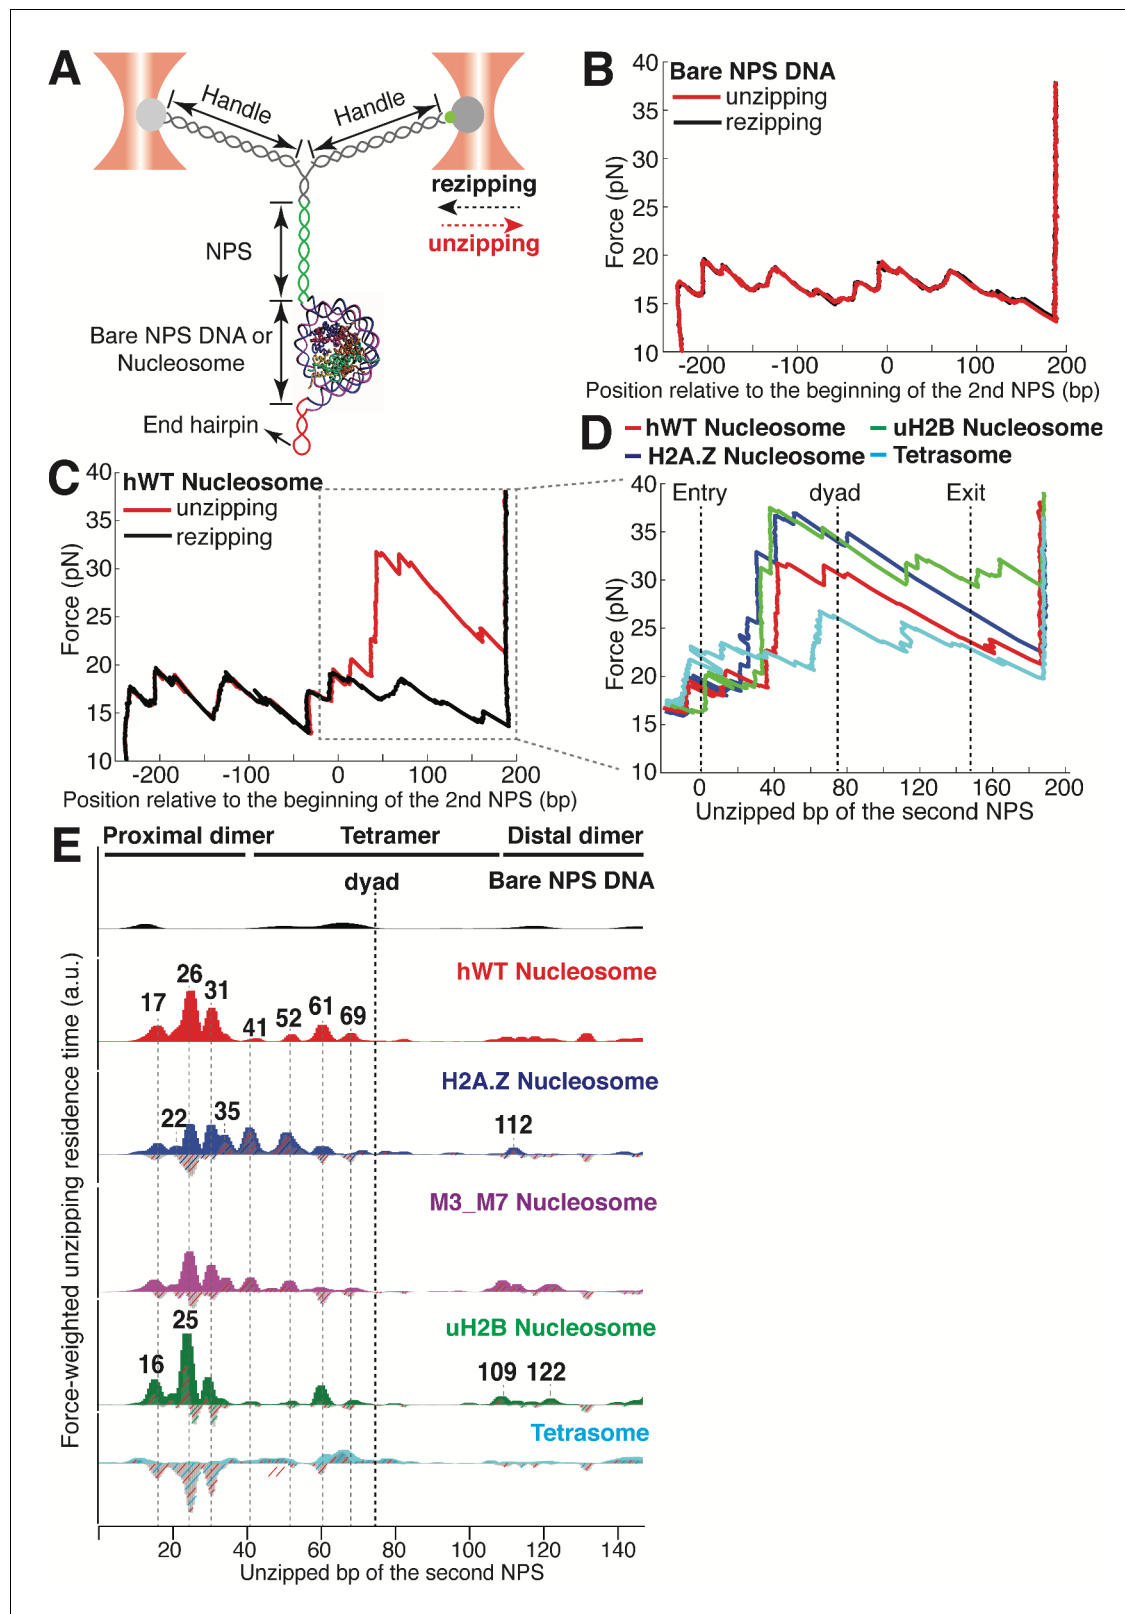 A
Handle
Handle
rezipping
unzipping
NPS
Bare NPS DNA or
Nucleosome
End hairpin
B
Bare NPS DNA
unzipping
rezipping
Force (pN)
40
35
30
25
20
15
10
-200
-100
0
100
200
Position relative to the beginning of the 2nd NPS (bp)
C
hWT Nucleosome
unzipping
rezipping
Force (pN)
40
35
30
25
20
15
10
-200
-100
0
100
200
Position relative to the beginning of the 2nd NPS (bp)
D
hWT Nucleosome
uH2B Nucleosome
H2A.Z Nucleosome
Tetrasome
Entry
dyad
Exit
Force (pN)
40
35
30
25
20
15
10
0
40
80
120
160
200
Unzipped bp of the second NPS
E
Proximal dimer
Tetramer
Distal dimer
dyad
Bare NPS DNA
hWT Nucleosome
17
26
31
41
52
61
69
H2A.Z Nucleosome
22
35
112
M3_M7 Nucleosome
uH2B Nucleosome
16
25
109
122
Tetrasome
Force-weighted unzipping residence time (a.u.)
20
40
60
80
100
120
140
Unzipped bp of the second NPS